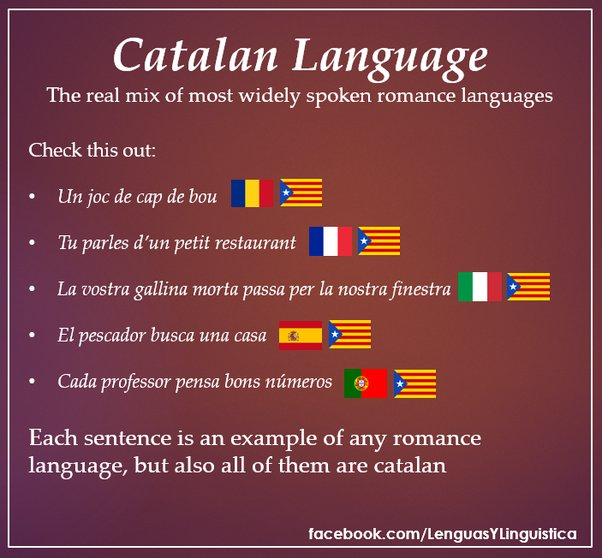 Catalan Language
The real mix of most widely spoken romance languages
Check this out:
• Un joc de cap de bou
• Tu parles d'un petit restaurant
• La vostra gallina morta passa per la nostra finestra
• El pescador busca una casa
• Cada professor pensa bons números
Each sentence is an example of any romance
language, but also all of them are catalan
facebook.com/LenguasYLinguistica